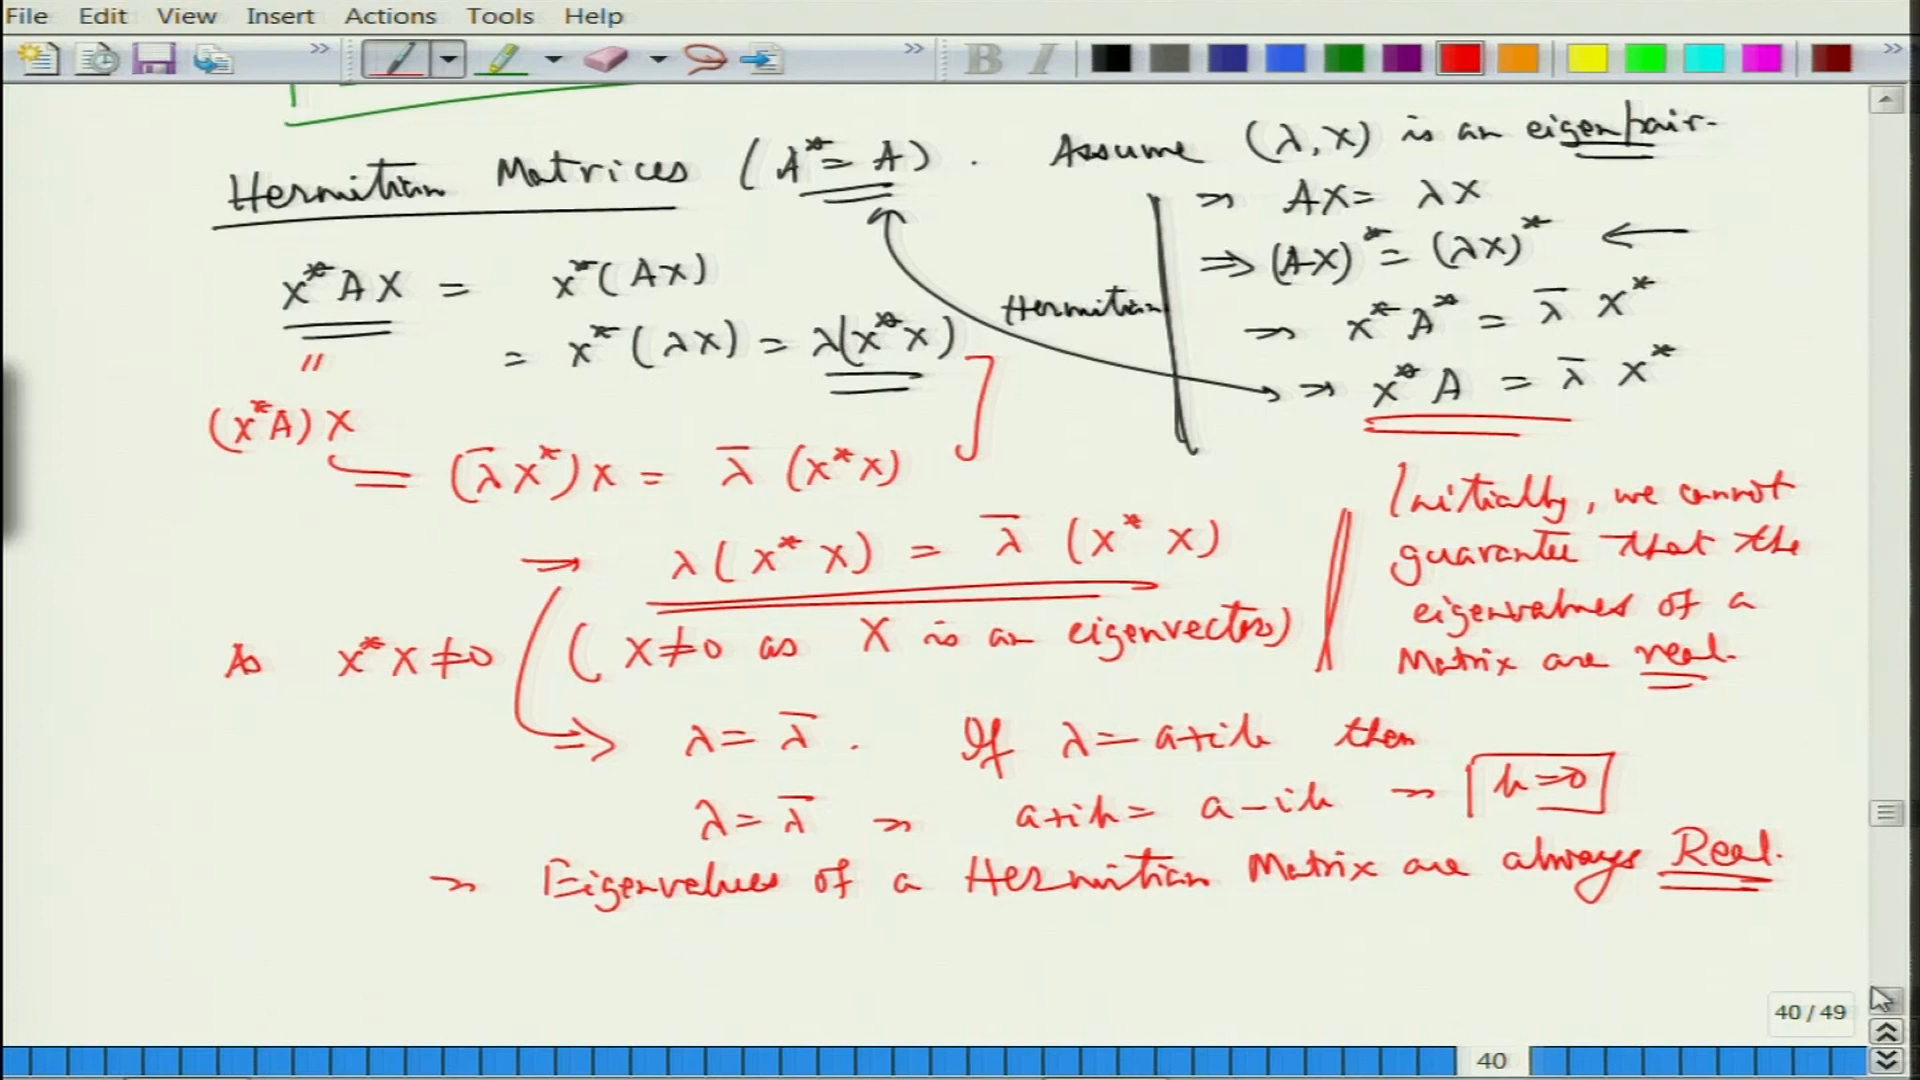 File Edit View Insert Actions Tools Help
B I
Hermitian Matrices (A* = A). Assume (λ, x) is an eigenpair.
⇒ Ax = λx
⇒ (Ax)* = (λx)* ←
⇒ x*A* = λ̄ x*
Hermitian ⇒ x*A = λ̄ x*
x*Ax = x*(Ax)
= x*(λx) = λ(x*x)
"
(x*A)x
= (λ̄x*)x = λ̄ (x*x)
⇒ λ(x*x) = λ̄ (x*x)
As x*x≠0 (x≠0 as x is an eigenvector)
Initially, we cannot
guarantee that the
eigenvalues of a
Matrix are real.
⇒ λ = λ̄. If λ = a+ib then
λ = λ̄ ⇒ a+ib = a-ib ⇒ b=0
⇒ Eigenvalues of a Hermitian Matrix are always Real.
40 / 49
40